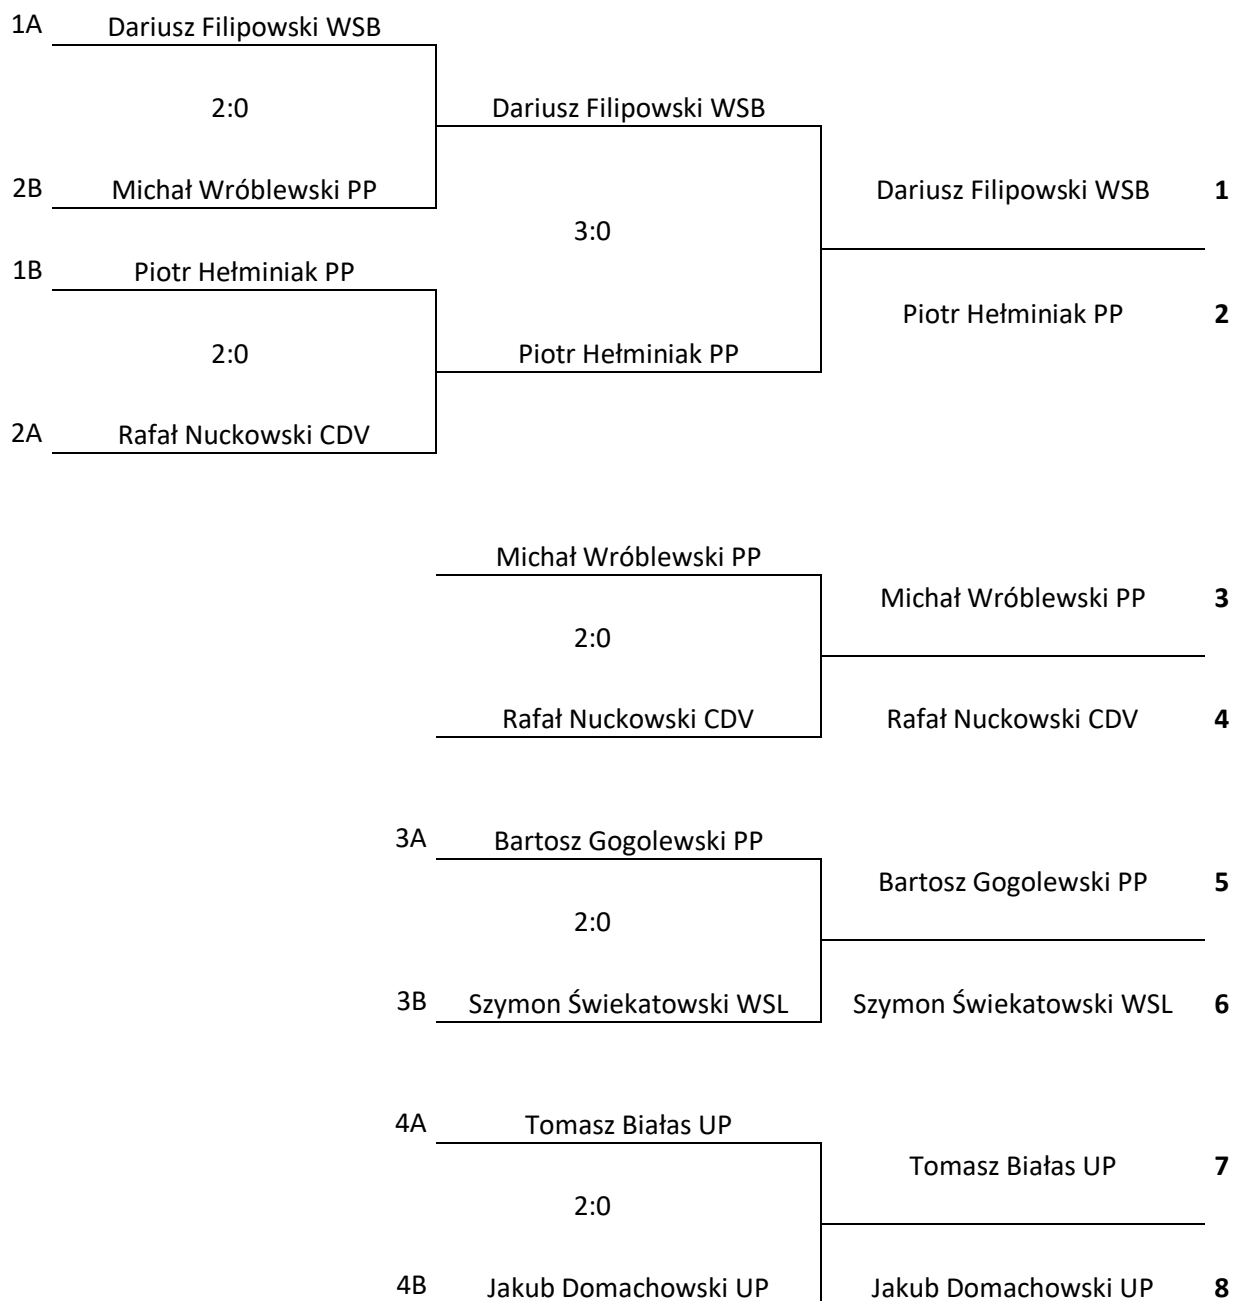 1A Dariusz Filipowski WSB
2:0 Dariusz Filipowski WSB
2B Michał Wróblewski PP Dariusz Filipowski WSB 1
3:0
1B Piotr Hełminiak PP
Piotr Hełminiak PP 2
2:0 Piotr Hełminiak PP
2A Rafał Nuckowski CDV
Michał Wróblewski PP
Michał Wróblewski PP 3
2:0
Rafał Nuckowski CDV Rafał Nuckowski CDV 4
3A Bartosz Gogolewski PP
Bartosz Gogolewski PP 5
2:0
3B Szymon Świekatowski WSL Szymon Świekatowski WSL 6
4A Tomasz Białas UP
Tomasz Białas UP 7
2:0
4B Jakub Domachowski UP Jakub Domachowski UP 8